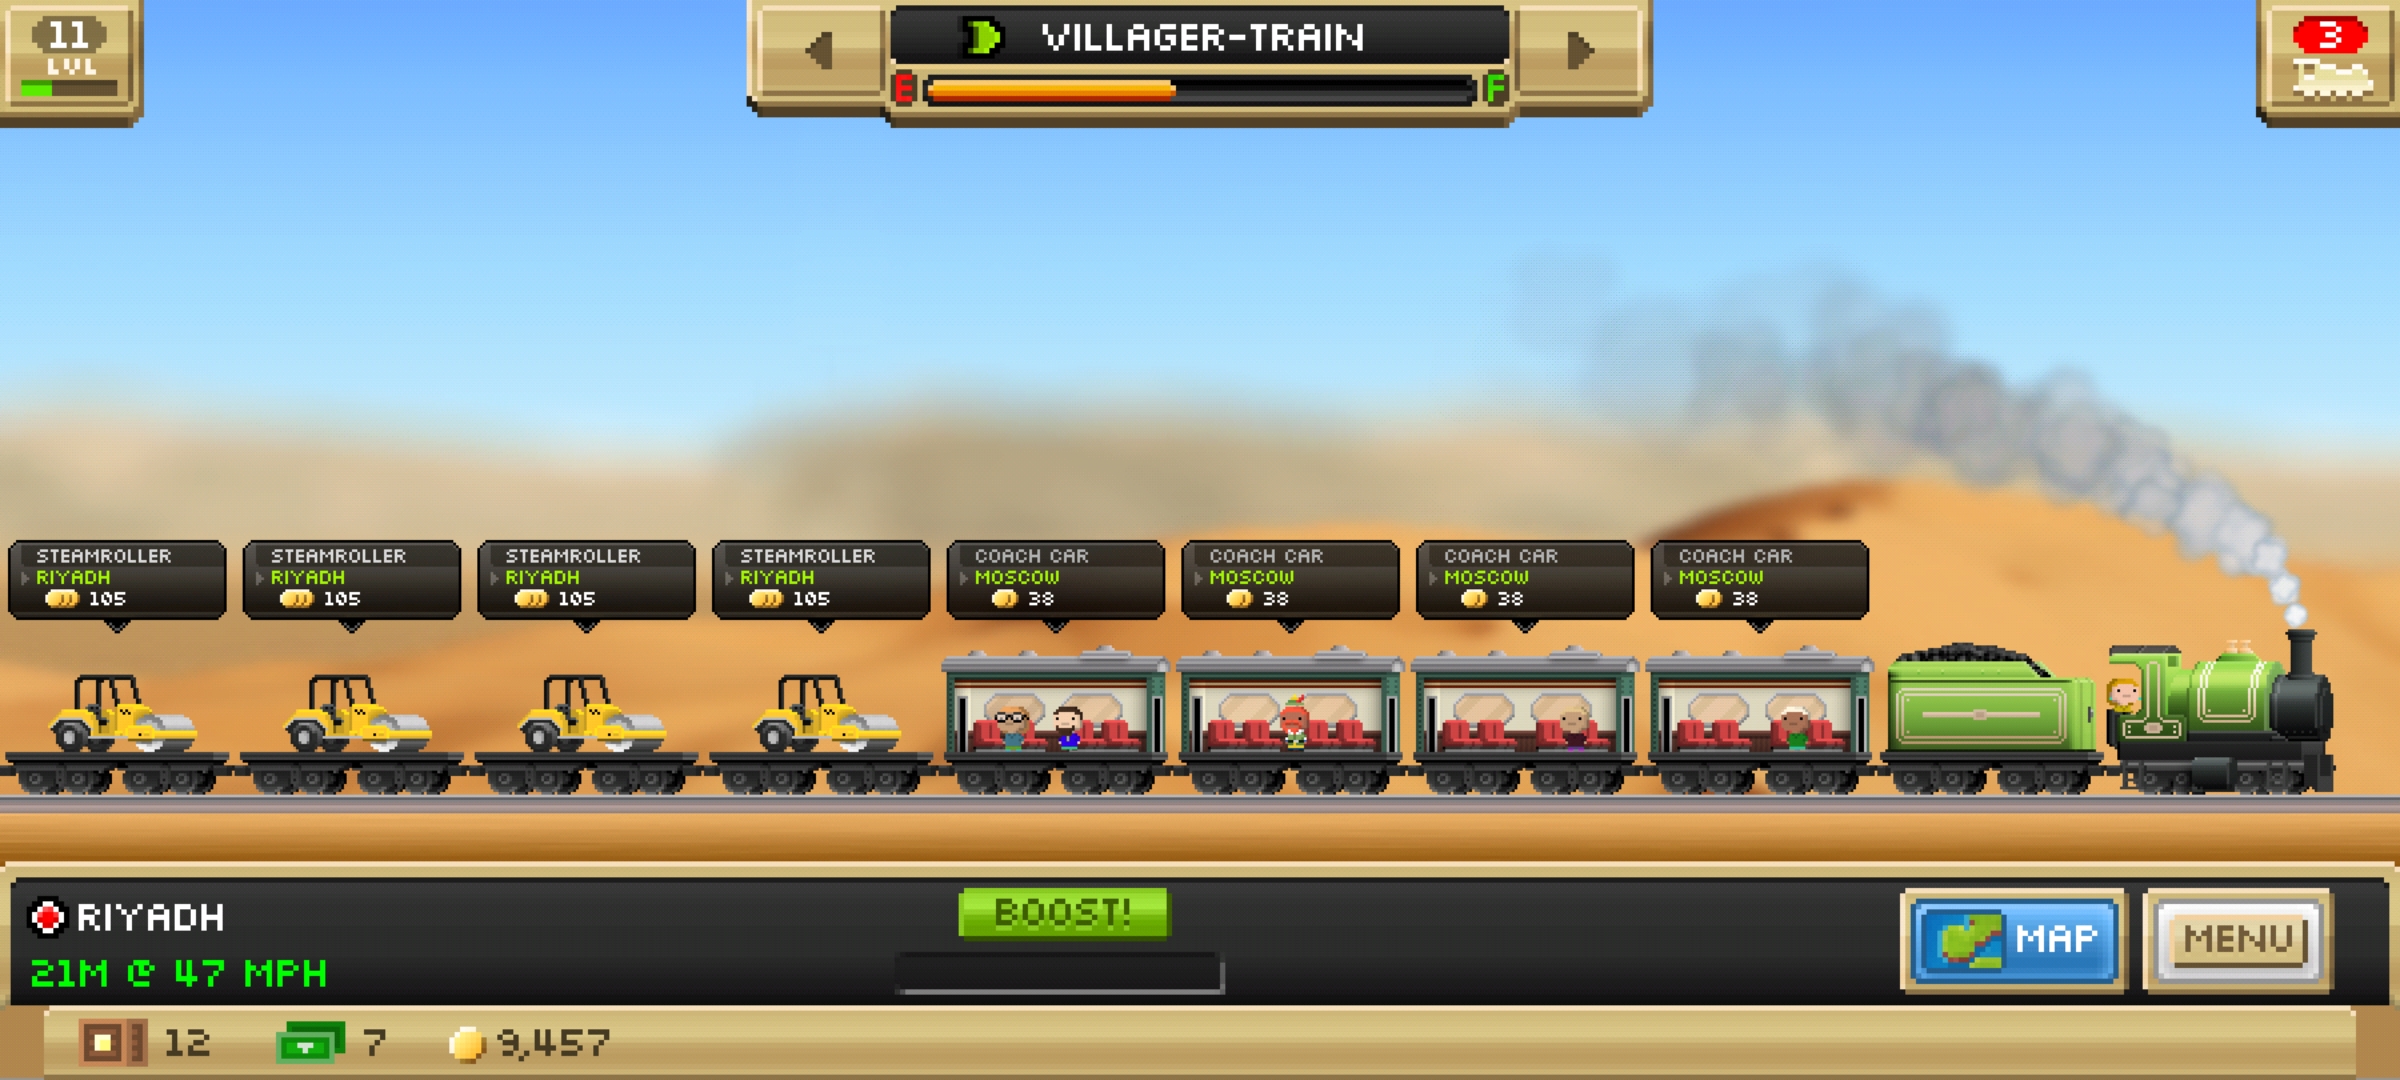 11
LVL
VILLAGER-TRAIN
E F
3
STEAMROLLER
RIYADH
105
STEAMROLLER
RIYADH
105
STEAMROLLER
RIYADH
105
STEAMROLLER
RIYADH
105
COACH CAR
MOSCOW
38
COACH CAR
MOSCOW
38
COACH CAR
MOSCOW
38
COACH CAR
MOSCOW
38
RIYADH
21M @ 47 MPH
BOOST!
MAP
MENU
12 7 9,457